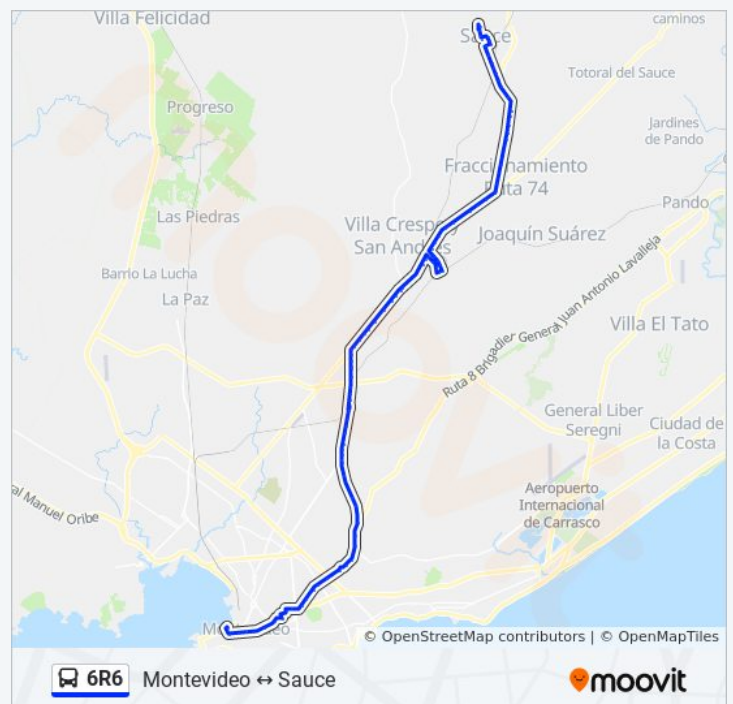 Villa Felicidad
caminos
Sauce
Totoral del Sauce
Progreso
Jardines
de Pando
Fraccionamiento
Ruta 74
Pando
Las Piedras
Villa Crespo y
San Andrés
Joaquín Suárez
Barrio La Lucha
La Paz
Ruta 8 Brigadier General Juan Antonio Lavalleja
Villa El Tato
General Liber
Seregni
Ciudad de
la Costa
Aeropuerto
Internacional
de Carrasco
al Manuel Oribe
Montevideo
© OpenStreetMap contributors | © OpenMapTiles
6R6 Montevideo ↔ Sauce
moovit